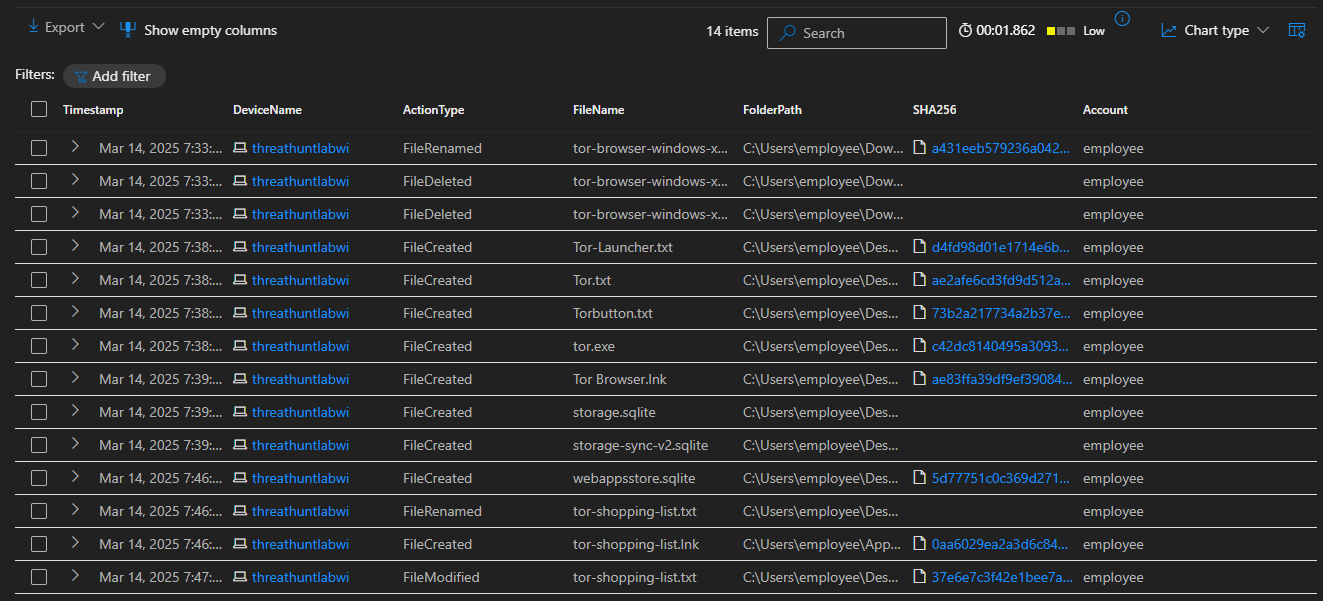 Export Show empty columns 14 items Search 00:01.862 Low Chart type
Filters: Add filter
Timestamp DeviceName ActionType FileName FolderPath SHA256 Account
Mar 14, 2025 7:33:... threathuntlabwi FileRenamed tor-browser-windows-x... C:\Users\employee\Dow... a431eeb579236a042... employee
Mar 14, 2025 7:33:... threathuntlabwi FileDeleted tor-browser-windows-x... C:\Users\employee\Dow... employee
Mar 14, 2025 7:33:... threathuntlabwi FileDeleted tor-browser-windows-x... C:\Users\employee\Dow... employee
Mar 14, 2025 7:38:... threathuntlabwi FileCreated Tor-Launcher.txt C:\Users\employee\Des... d4fd98d01e1714e6b... employee
Mar 14, 2025 7:38:... threathuntlabwi FileCreated Tor.txt C:\Users\employee\Des... ae2afe6cd3fd9d512a... employee
Mar 14, 2025 7:38:... threathuntlabwi FileCreated Torbutton.txt C:\Users\employee\Des... 73b2a217734a2b37e... employee
Mar 14, 2025 7:38:... threathuntlabwi FileCreated tor.exe C:\Users\employee\Des... c42dc8140495a3093... employee
Mar 14, 2025 7:39:... threathuntlabwi FileCreated Tor Browser.lnk C:\Users\employee\Des... ae83ffa39df9ef39084... employee
Mar 14, 2025 7:39:... threathuntlabwi FileCreated storage.sqlite C:\Users\employee\Des... employee
Mar 14, 2025 7:39:... threathuntlabwi FileCreated storage-sync-v2.sqlite C:\Users\employee\Des... employee
Mar 14, 2025 7:46:... threathuntlabwi FileCreated webappsstore.sqlite C:\Users\employee\Des... 5d77751c0c369d271... employee
Mar 14, 2025 7:46:... threathuntlabwi FileRenamed tor-shopping-list.txt C:\Users\employee\Des... employee
Mar 14, 2025 7:46:... threathuntlabwi FileCreated tor-shopping-list.lnk C:\Users\employee\App... 0aa6029ea2a3d6c84... employee
Mar 14, 2025 7:47:... threathuntlabwi FileModified tor-shopping-list.txt C:\Users\employee\Des... 37e6e7c3f42e1bee7a... employee